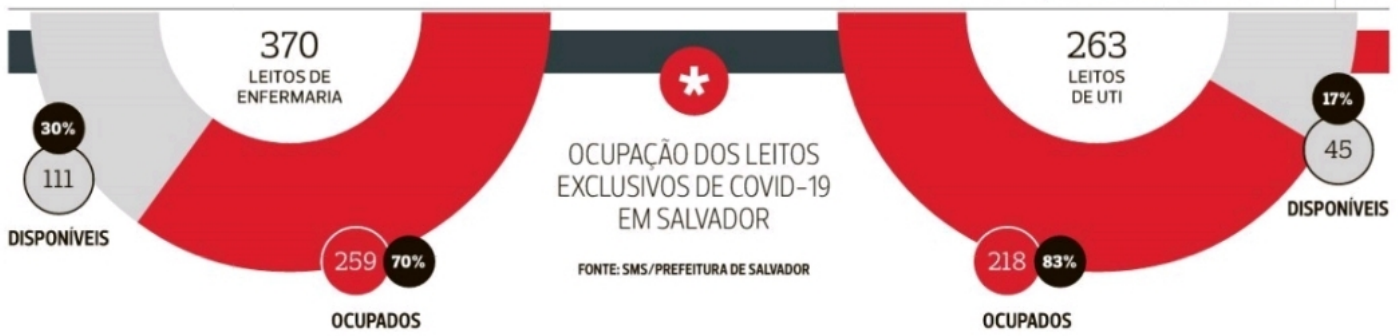 370
LEITOS DE
ENFERMARIA
30%
111
DISPONÍVEIS
259 70%
OCUPADOS
*
OCUPAÇÃO DOS LEITOS
EXCLUSIVOS DE COVID-19
EM SALVADOR
FONTE: SMS/PREFEITURA DE SALVADOR
263
LEITOS
DE UTI
17%
45
DISPONÍVEIS
218 83%
OCUPADOS